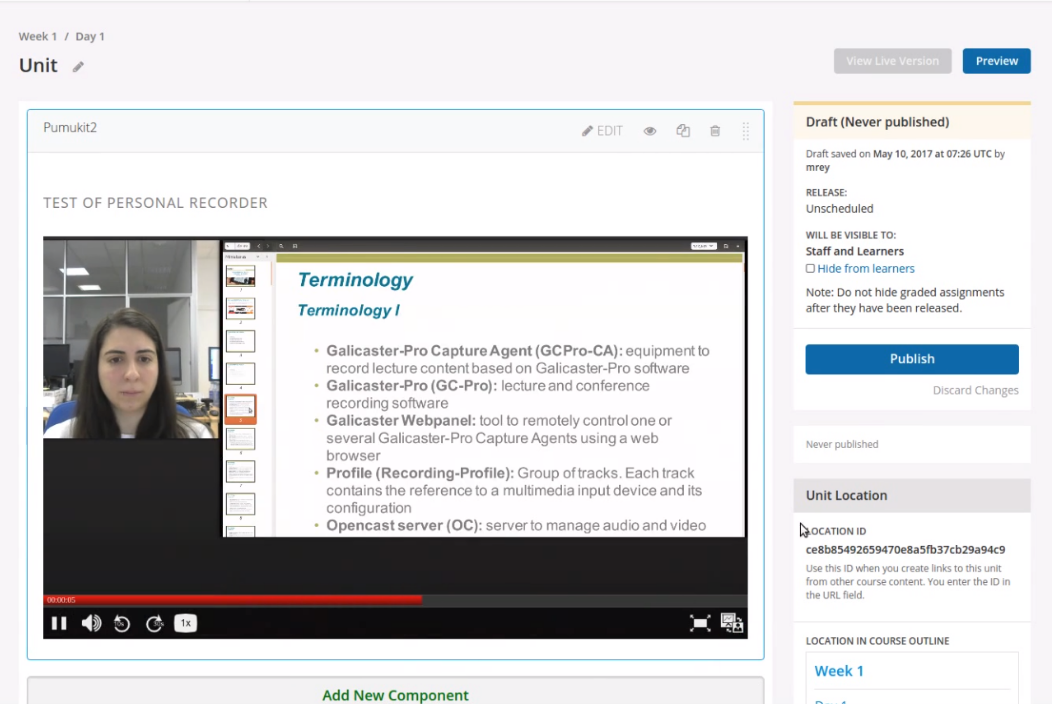 Week 1 / Day 1
Unit
View Live Version
Preview
Pumukit2
EDIT
TEST OF PERSONAL RECORDER
Terminology
Terminology I
• Galicaster-Pro Capture Agent (GCPro-CA): equipment to
record lecture content based on Galicaster-Pro software
• Galicaster-Pro (GC-Pro): lecture and conference
recording software
• Galicaster Webpanel: tool to remotely control one or
several Galicaster-Pro Capture Agents using a web
browser
• Profile (Recording-Profile): Group of tracks. Each track
contains the reference to a multimedia input device and its
configuration
• Opencast server (OC): server to manage audio and video
00:00:05
1x
Add New Component
Draft (Never published)
Draft saved on May 10, 2017 at 07:26 UTC by
mrey
RELEASE:
Unscheduled
WILL BE VISIBLE TO:
Staff and Learners
Hide from learners
Note: Do not hide graded assignments
after they have been released.
Publish
Discard Changes
Never published
Unit Location
LOCATION ID
ce8b85492659470e8a5fb37cb29a94c9
Use this ID when you create links to this unit
from other course content. You enter the ID in
the URL field.
LOCATION IN COURSE OUTLINE
Week 1